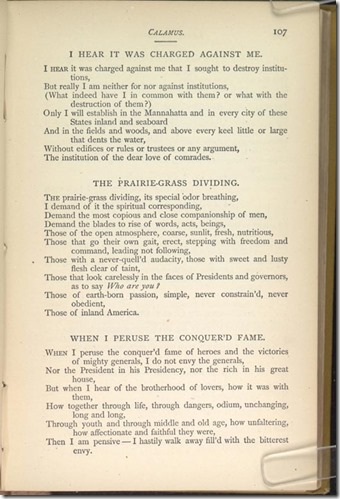 CALAMUS. 107
I HEAR IT WAS CHARGED AGAINST ME.
I HEAR it was charged against me that I sought to destroy institu-
tions,
But really I am neither for nor against institutions,
(What indeed have I in common with them? or what with the
destruction of them?)
Only I will establish in the Mannahatta and in every city of these
States inland and seaboard
And in the fields and woods, and above every keel little or large
that dents the water,
Without edifices or rules or trustees or any argument,
The institution of the dear love of comrades.
THE PRAIRIE-GRASS DIVIDING.
THE prairie-grass dividing, its special odor breathing,
I demand of it the spiritual corresponding,
Demand the most copious and close companionship of men,
Demand the blades to rise of words, acts, beings,
Those of the open atmosphere, coarse, sunlit, fresh, nutritious,
Those that go their own gait, erect, stepping with freedom and
command, leading not following,
Those with a never-quell'd audacity, those with sweet and lusty
flesh clear of taint,
Those that look carelessly in the faces of Presidents and governors,
as to say Who are you?
Those of earth-born passion, simple, never constrain'd, never
obedient,
Those of inland America.
WHEN I PERUSE THE CONQUER'D FAME.
WHEN I peruse the conquer'd fame of heroes and the victories
of mighty generals, I do not envy the generals,
Nor the President in his Presidency, nor the rich in his great
house,
But when I hear of the brotherhood of lovers, how it was with
them,
How together through life, through dangers, odium, unchanging,
long and long,
Through youth and through middle and old age, how unfaltering,
how affectionate and faithful they were,
Then I am pensive — I hastily walk away fill'd with the bitterest
envy.